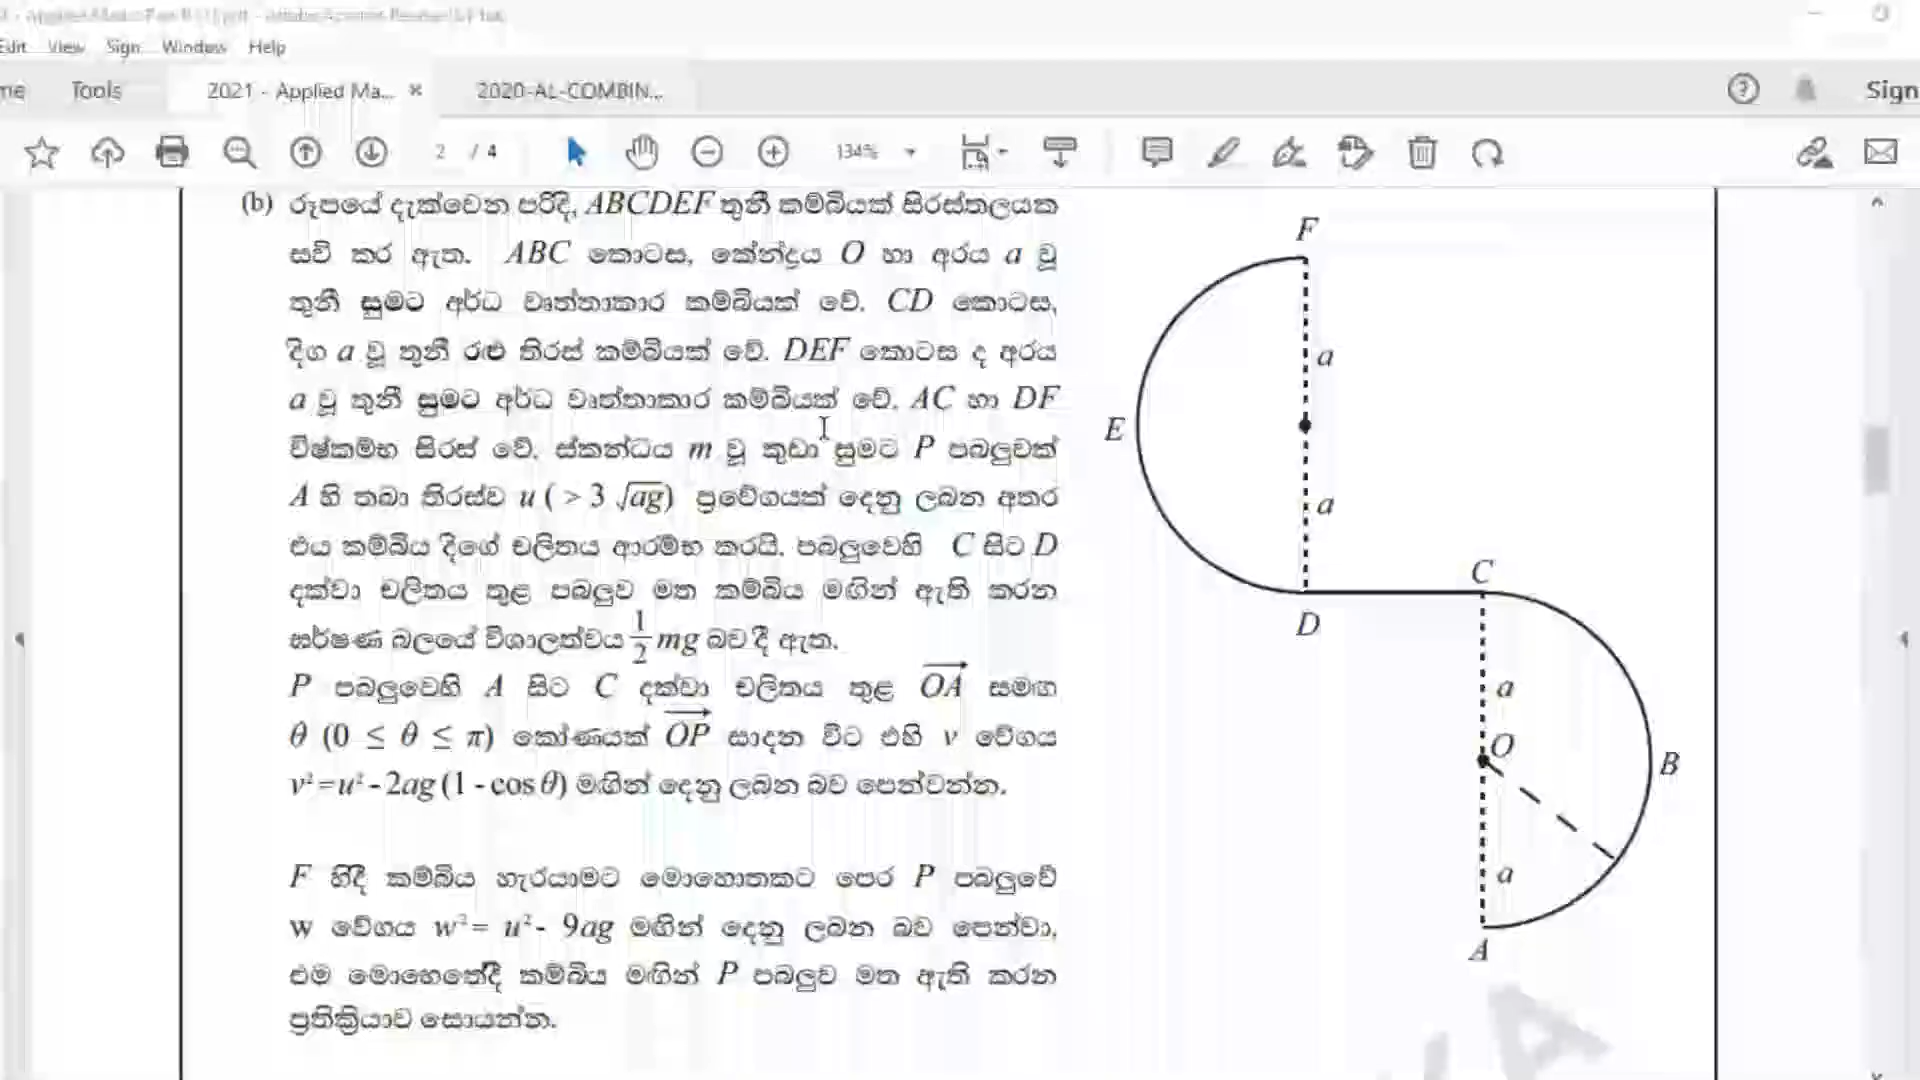 Edit View Sign Window Help
me Tools 2021 - Applied Ma... × 2020-AL-COMBIN... Sign
2 / 4 134%
(b) රූපයේ දැක්වෙන පරිදි, ABCDEF තුනී කම්බියක් සිරස්තලයක
සවි කර ඇත. ABC කොටස, කේන්ද්‍රය O හා අරය a වූ
තුනී සුමට අර්ධ වෘත්තාකාර කම්බියක් වේ. CD කොටස,
දිග a වූ තුනී රළු තිරස් කම්බියක් වේ. DEF කොටස ද අරය
a වූ තුනී සුමට අර්ධ වෘත්තාකාර කම්බියක් වේ. AC හා DF
විෂ්කම්භ සිරස් වේ. ස්කන්ධය m වූ කුඩා සුමට P පබලුවක්
A හි තබා තිරස්ව u ( > 3 √ag) ප්‍රවේගයක් දෙනු ලබන අතර
එය කම්බිය දිගේ චලිතය ආරම්භ කරයි. පබලුවෙහි C සිට D
දක්වා චලිතය තුළ පබලුව මත කම්බිය මඟින් ඇති කරන
ඝර්ෂණ බලයේ විශාලත්වය 1/2 mg බව දී ඇත.
P පබලුවෙහි A සිට C දක්වා චලිතය තුළ OA→ සමඟ
θ (0 ≤ θ ≤ π) කෝණයක් OP→ සාදන විට එහි v වේගය
v² = u² - 2ag (1 - cos θ) මඟින් දෙනු ලබන බව පෙන්වන්න.
F හිදී කම්බිය හැරයාමට මොහොතකට පෙර P පබලුවේ
w වේගය w² = u² - 9ag මඟින් දෙනු ලබන බව පෙන්වා,
එම මොහොතේදී කම්බිය මඟින් P පබලුව මත ඇති කරන
ප්‍රතික්‍රියාව සොයන්න.
F
a
E
a
C
D
a
O
B
a
A